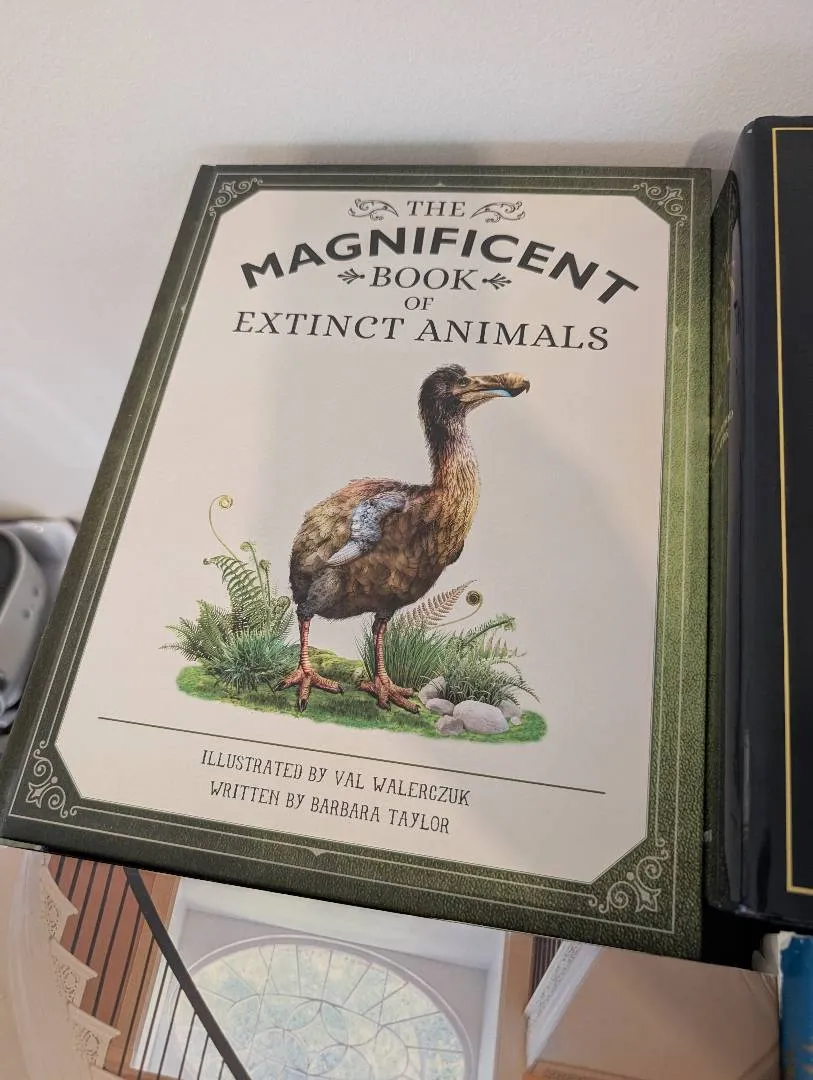 THE
MAGNIFICENT
BOOK
OF
EXTINCT ANIMALS
ILLUSTRATED BY VAL WALERCZUK
WRITTEN BY BARBARA TAYLOR